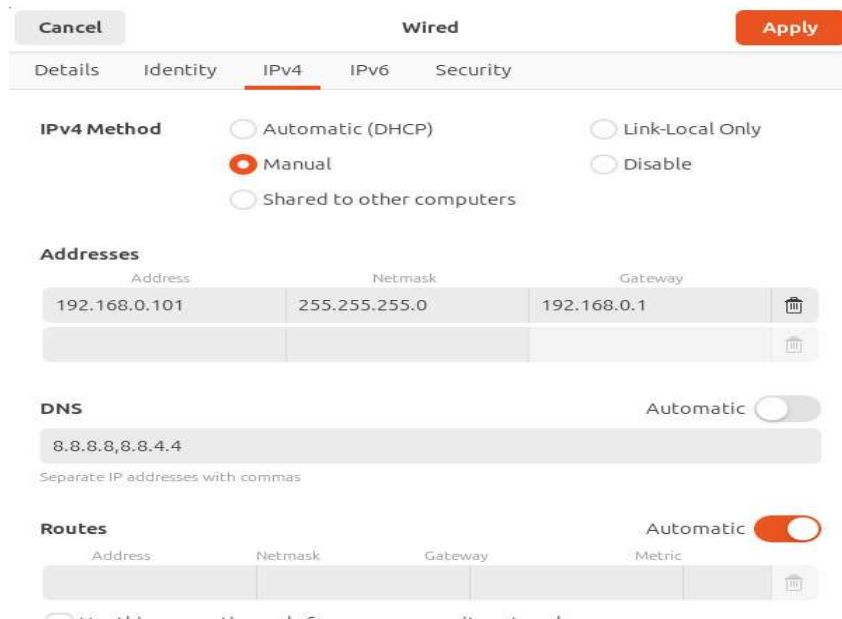 Cancel Wired Apply
Details Identity IPv4 IPv6 Security
IPv4 Method Automatic (DHCP) Link-Local Only
Manual Disable
Shared to other computers
Addresses
Address Netmask Gateway
192.168.0.101 255.255.255.0 192.168.0.1
DNS Automatic
8.8.8.8,8.8.4.4
Separate IP addresses with commas
Routes Automatic
Address Netmask Gateway Metric